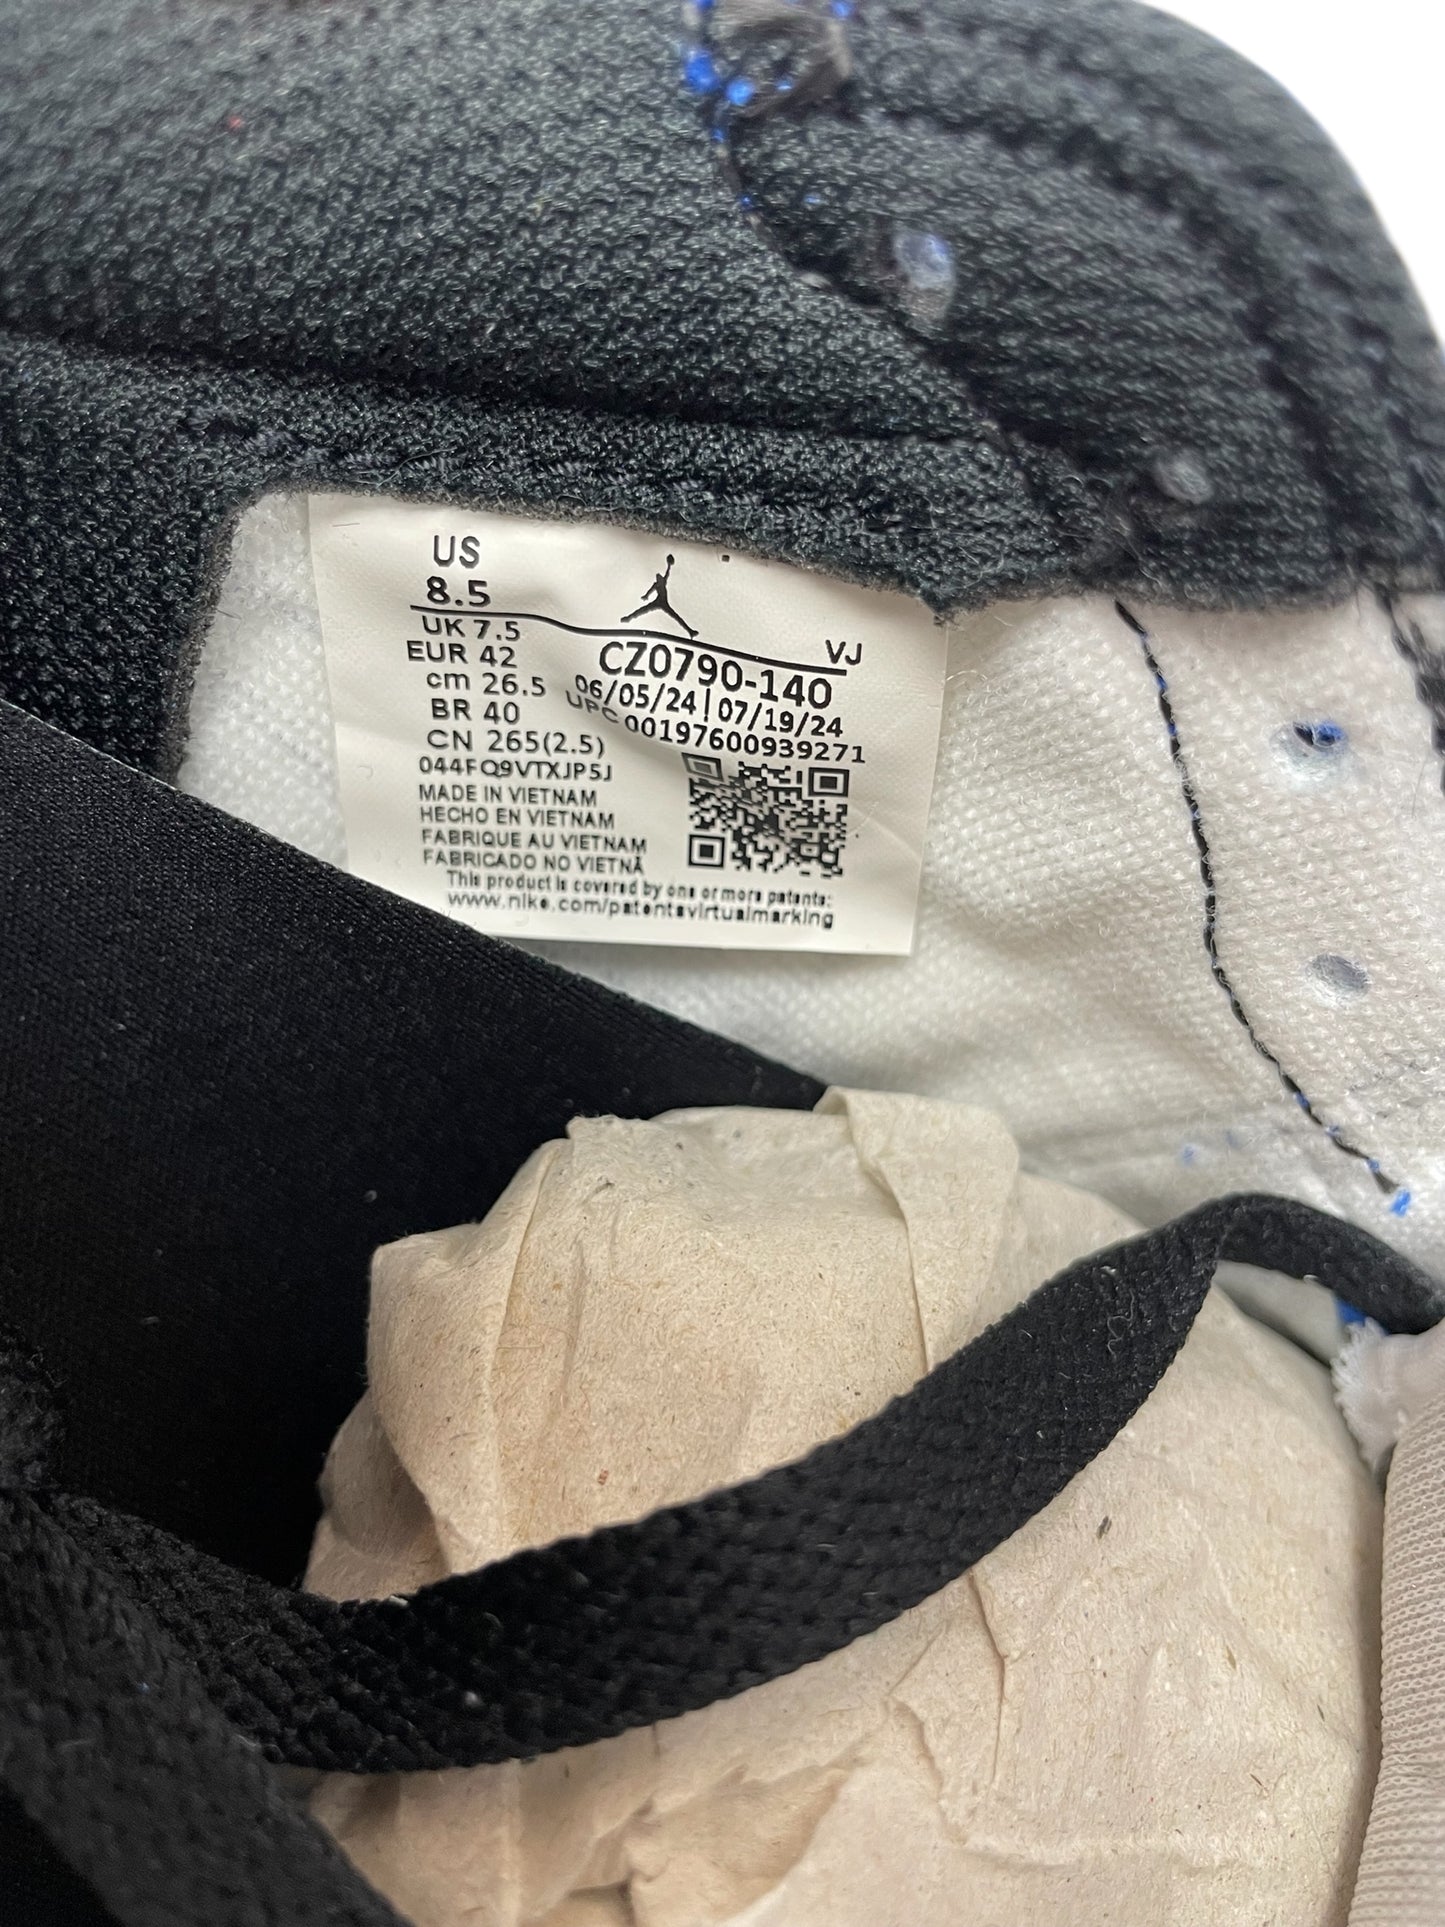 US
8.5
UK 7.5
EUR 42
cm 26.5
BR 40
CN 265(2.5)
VJ
CZ0790-140
06/05/24|07/19/24
UPC 00197600939271
044FQ9VTXJP5J
MADE IN VIETNAM
HECHO EN VIETNAM
FABRIQUE AU VIETNAM
FABRICADO NO VIETNÃ
This product is covered by one or more patents:
www.nike.com/patentsvirtualmarking